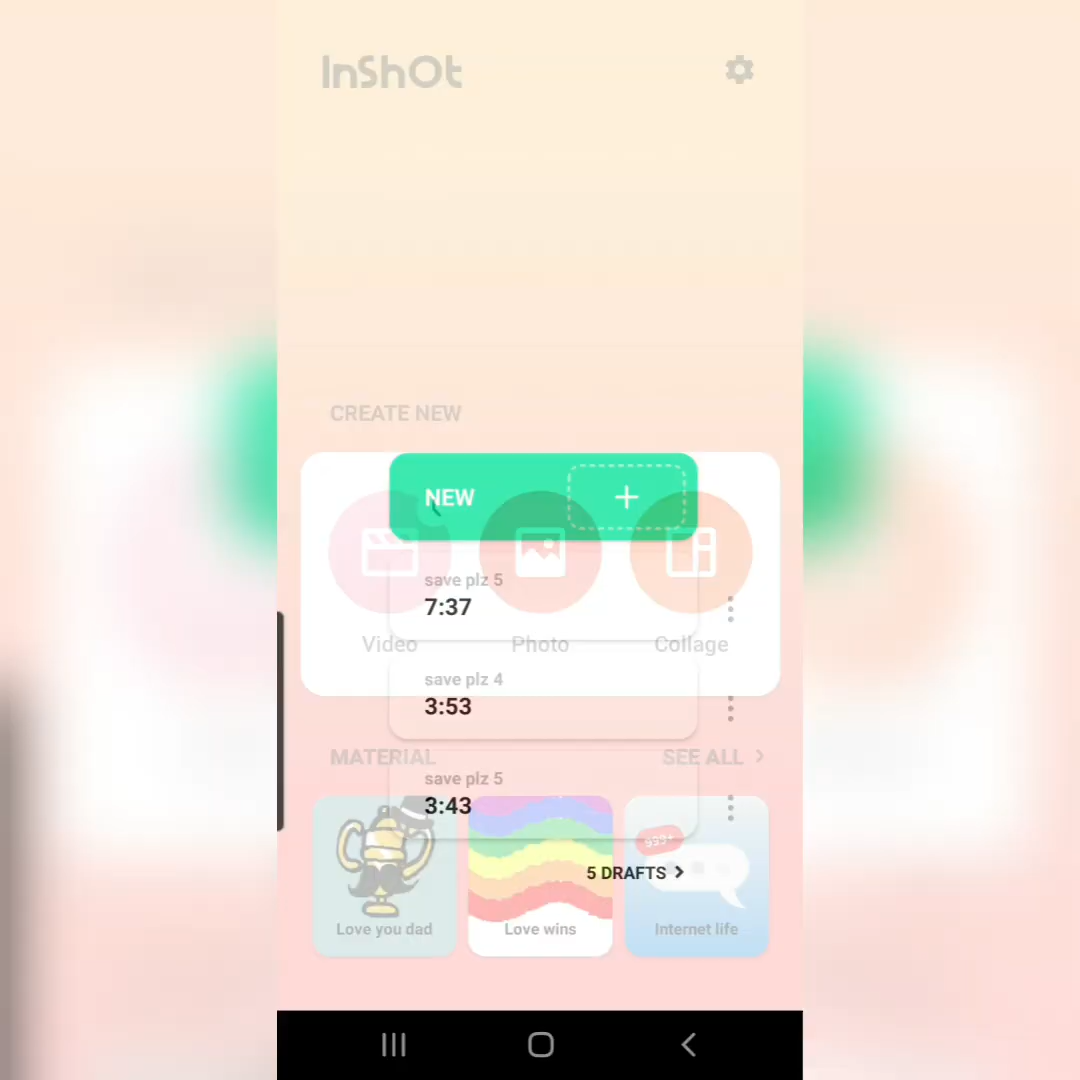 InShOt
CREATE NEW
NEW
save plz 5
7:37
Video
Photo
Collage
save plz 4
3:53
MATERIAL
SEE ALL
save plz 5
3:43
999+
5 DRAFTS
Love you dad
Love wins
Internet life